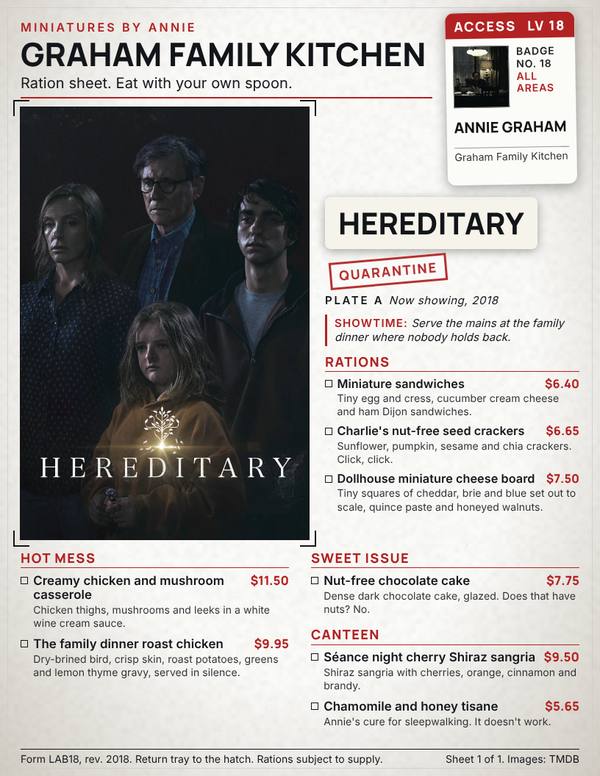 MINIATURES BY ANNIE
GRAHAM FAMILY KITCHEN
Ration sheet. Eat with your own spoon.
ACCESS LV 18
BADGE
NO. 18
ALL
AREAS
ANNIE GRAHAM
Graham Family Kitchen
HEREDITARY
HEREDITARY
QUARANTINE
PLATE A Now showing, 2018
SHOWTIME: Serve the mains at the family
dinner where nobody holds back.
RATIONS
Miniature sandwiches $6.40
Tiny egg and cress, cucumber cream cheese
and ham Dijon sandwiches.
Charlie's nut-free seed crackers $6.65
Sunflower, pumpkin, sesame and chia crackers.
Click, click.
Dollhouse miniature cheese board $7.50
Tiny squares of cheddar, brie and blue set out to
scale, quince paste and honeyed walnuts.
HOT MESS
Creamy chicken and mushroom $11.50
casserole
Chicken thighs, mushrooms and leeks in a white
wine cream sauce.
The family dinner roast chicken $9.95
Dry-brined bird, crisp skin, roast potatoes, greens
and lemon thyme gravy, served in silence.
SWEET ISSUE
Nut-free chocolate cake $7.75
Dense dark chocolate cake, glazed. Does that have
nuts? No.
CANTEEN
Séance night cherry Shiraz sangria $9.50
Shiraz sangria with cherries, orange, cinnamon and
brandy.
Chamomile and honey tisane $5.65
Annie's cure for sleepwalking. It doesn't work.
Form LAB18, rev. 2018. Return tray to the hatch. Rations subject to supply. Sheet 1 of 1. Images: TMDB